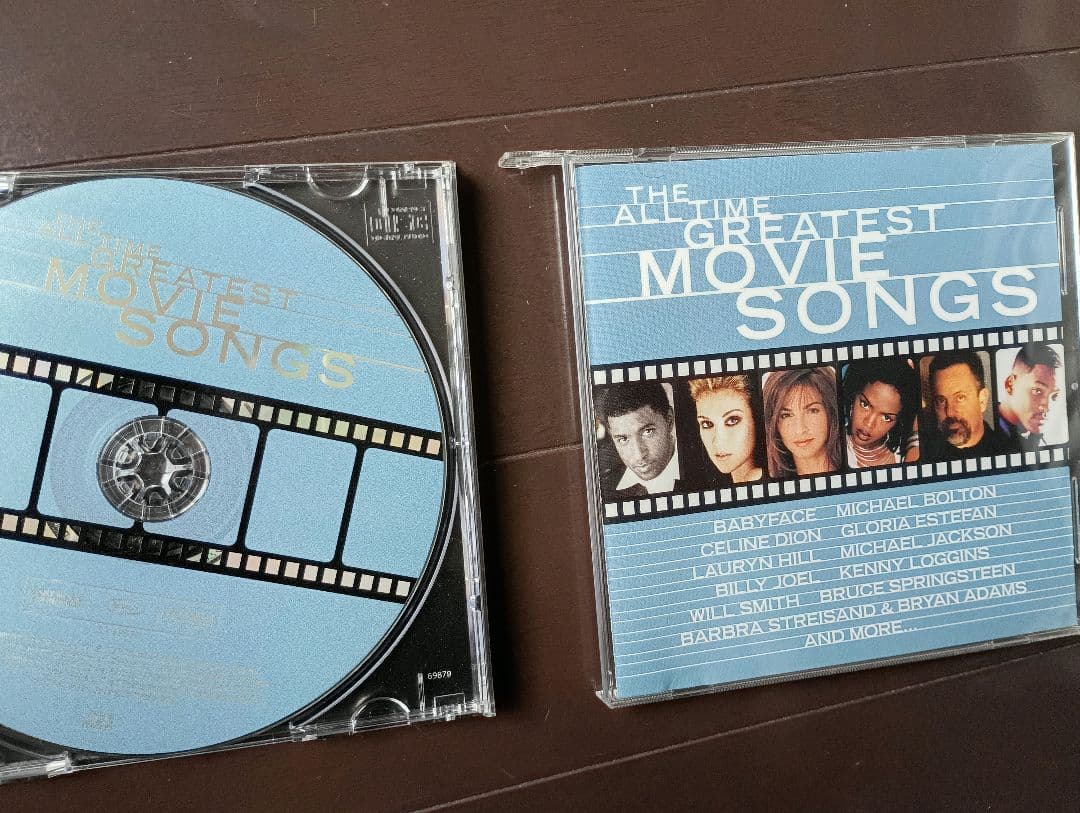 THE
ALL TIME
GREATEST
MOVIE
SONGS
69879
THE
ALL TIME
GREATEST
MOVIE
SONGS
BABYFACE MICHAEL BOLTON
CELINE DION GLORIA ESTEFAN
LAURYN HILL MICHAEL JACKSON
BILLY JOEL KENNY LOGGINS
WILL SMITH BRUCE SPRINGSTEEN
BARBRA STREISAND & BRYAN ADAMS
AND MORE...